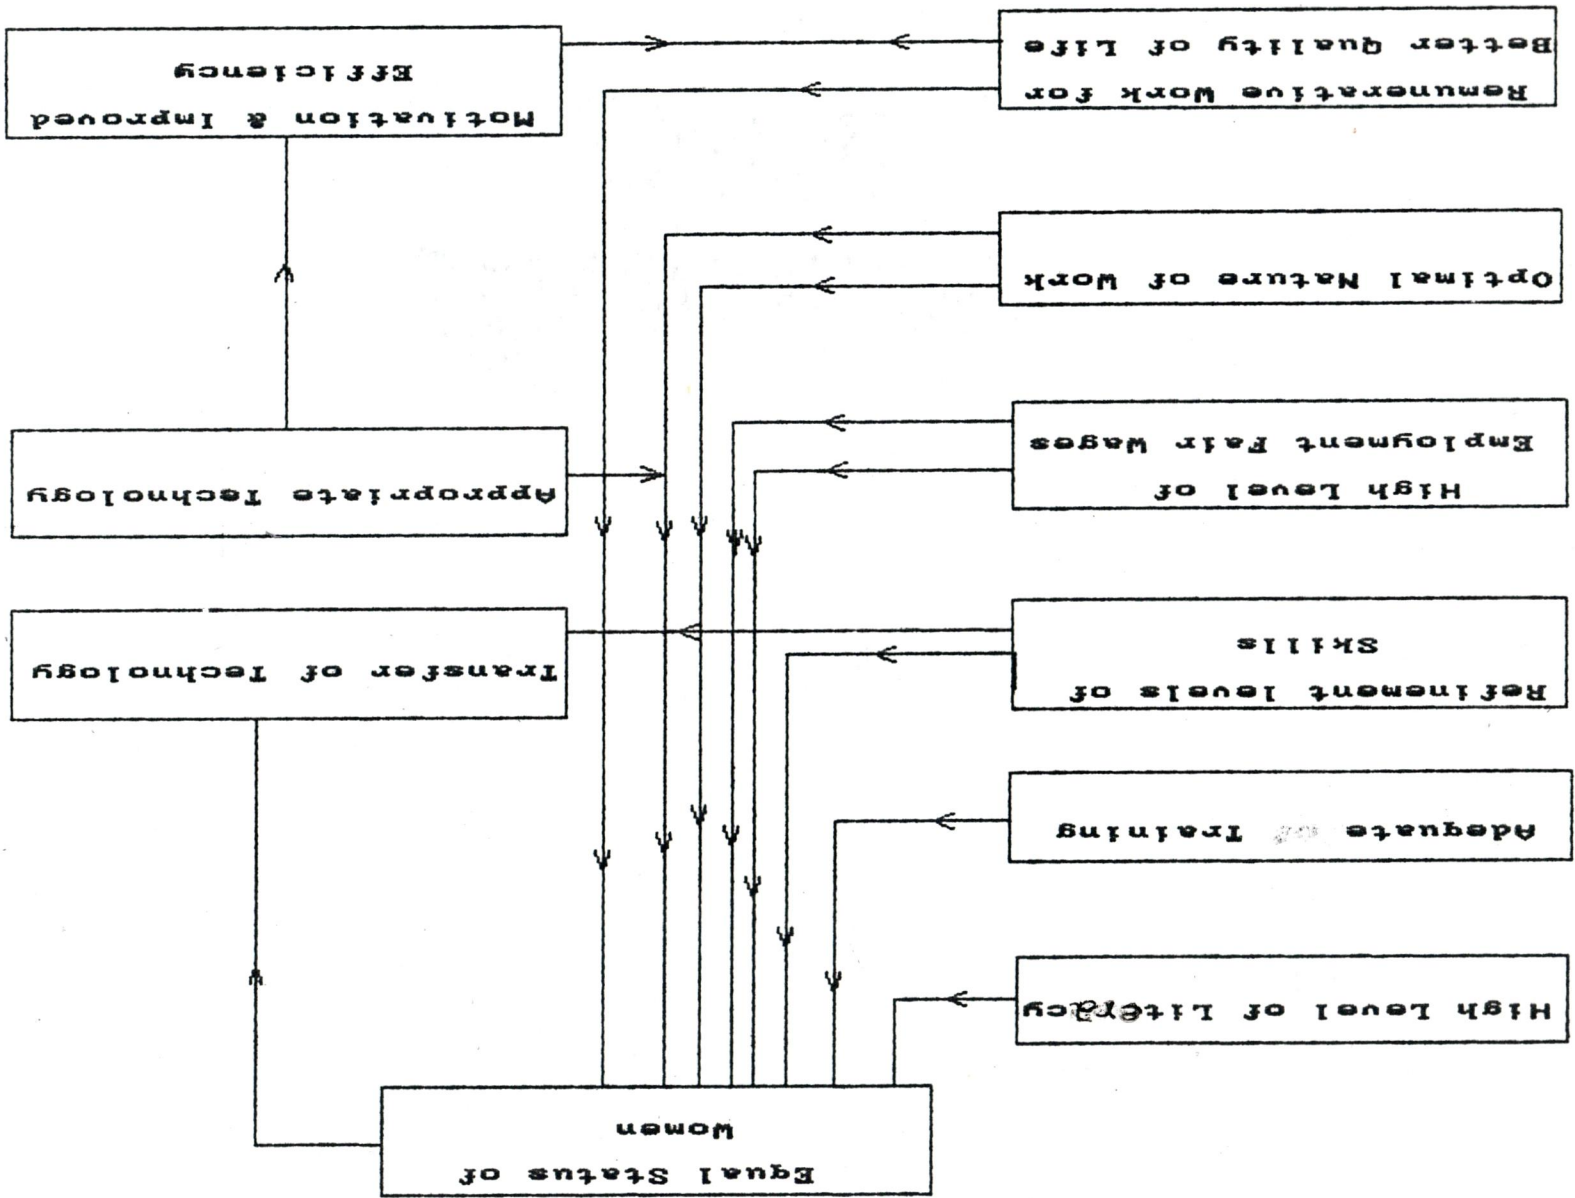 Equal Status of
Women
High Level of Literacy
Adequate of Training
Refinement levels of
Skills
Transfer of Technology
High Level of
Employment Fair Wages
Appropriate Technology
Optimal Nature of Work
Remunerative Work for
Better Quality of Life
Motivation & Improved
Efficiency